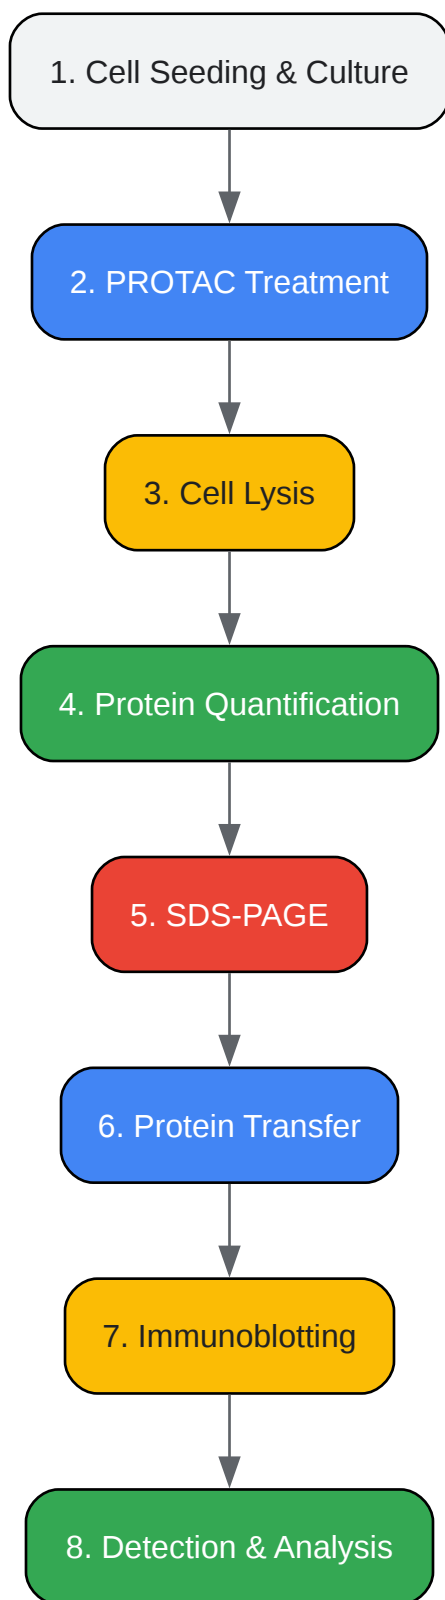 1. Cell Seeding & Culture
2. PROTAC Treatment
3. Cell Lysis
4. Protein Quantification
5. SDS-PAGE
6. Protein Transfer
7. Immunoblotting
8. Detection & Analysis